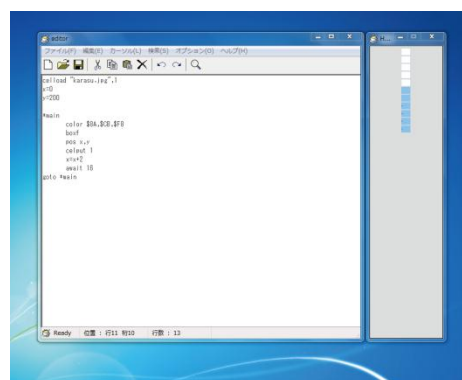 editor
H...
ファイル(F) 編集(E) カーソル(L) 検索(S) オプション(O) ヘルプ(H)
celload "karasu.jpg",1
x=0
y=200
*main
color $8A,$CB,$FB
boxf
pos x,y
celput 1
x=x+2
await 16
goto *main
Ready 位置 : 行11 桁10 行数 : 13